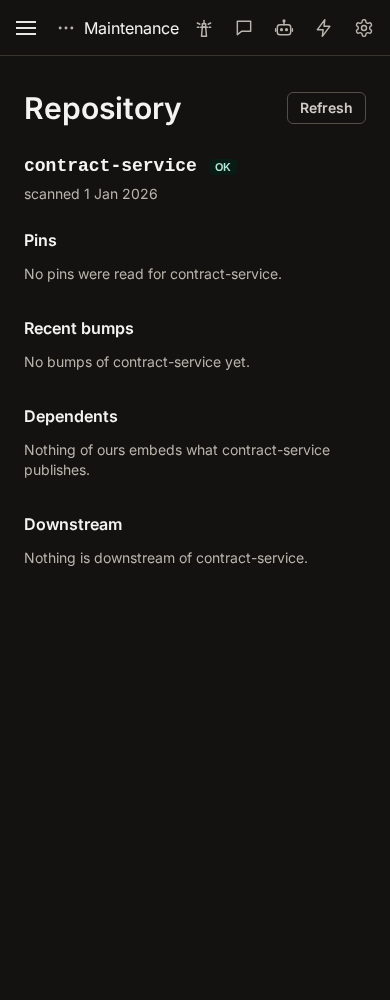 Maintenance
Repository
Refresh
contract-service OK
scanned 1 Jan 2026
Pins
No pins were read for contract-service.
Recent bumps
No bumps of contract-service yet.
Dependents
Nothing of ours embeds what contract-service
publishes.
Downstream
Nothing is downstream of contract-service.